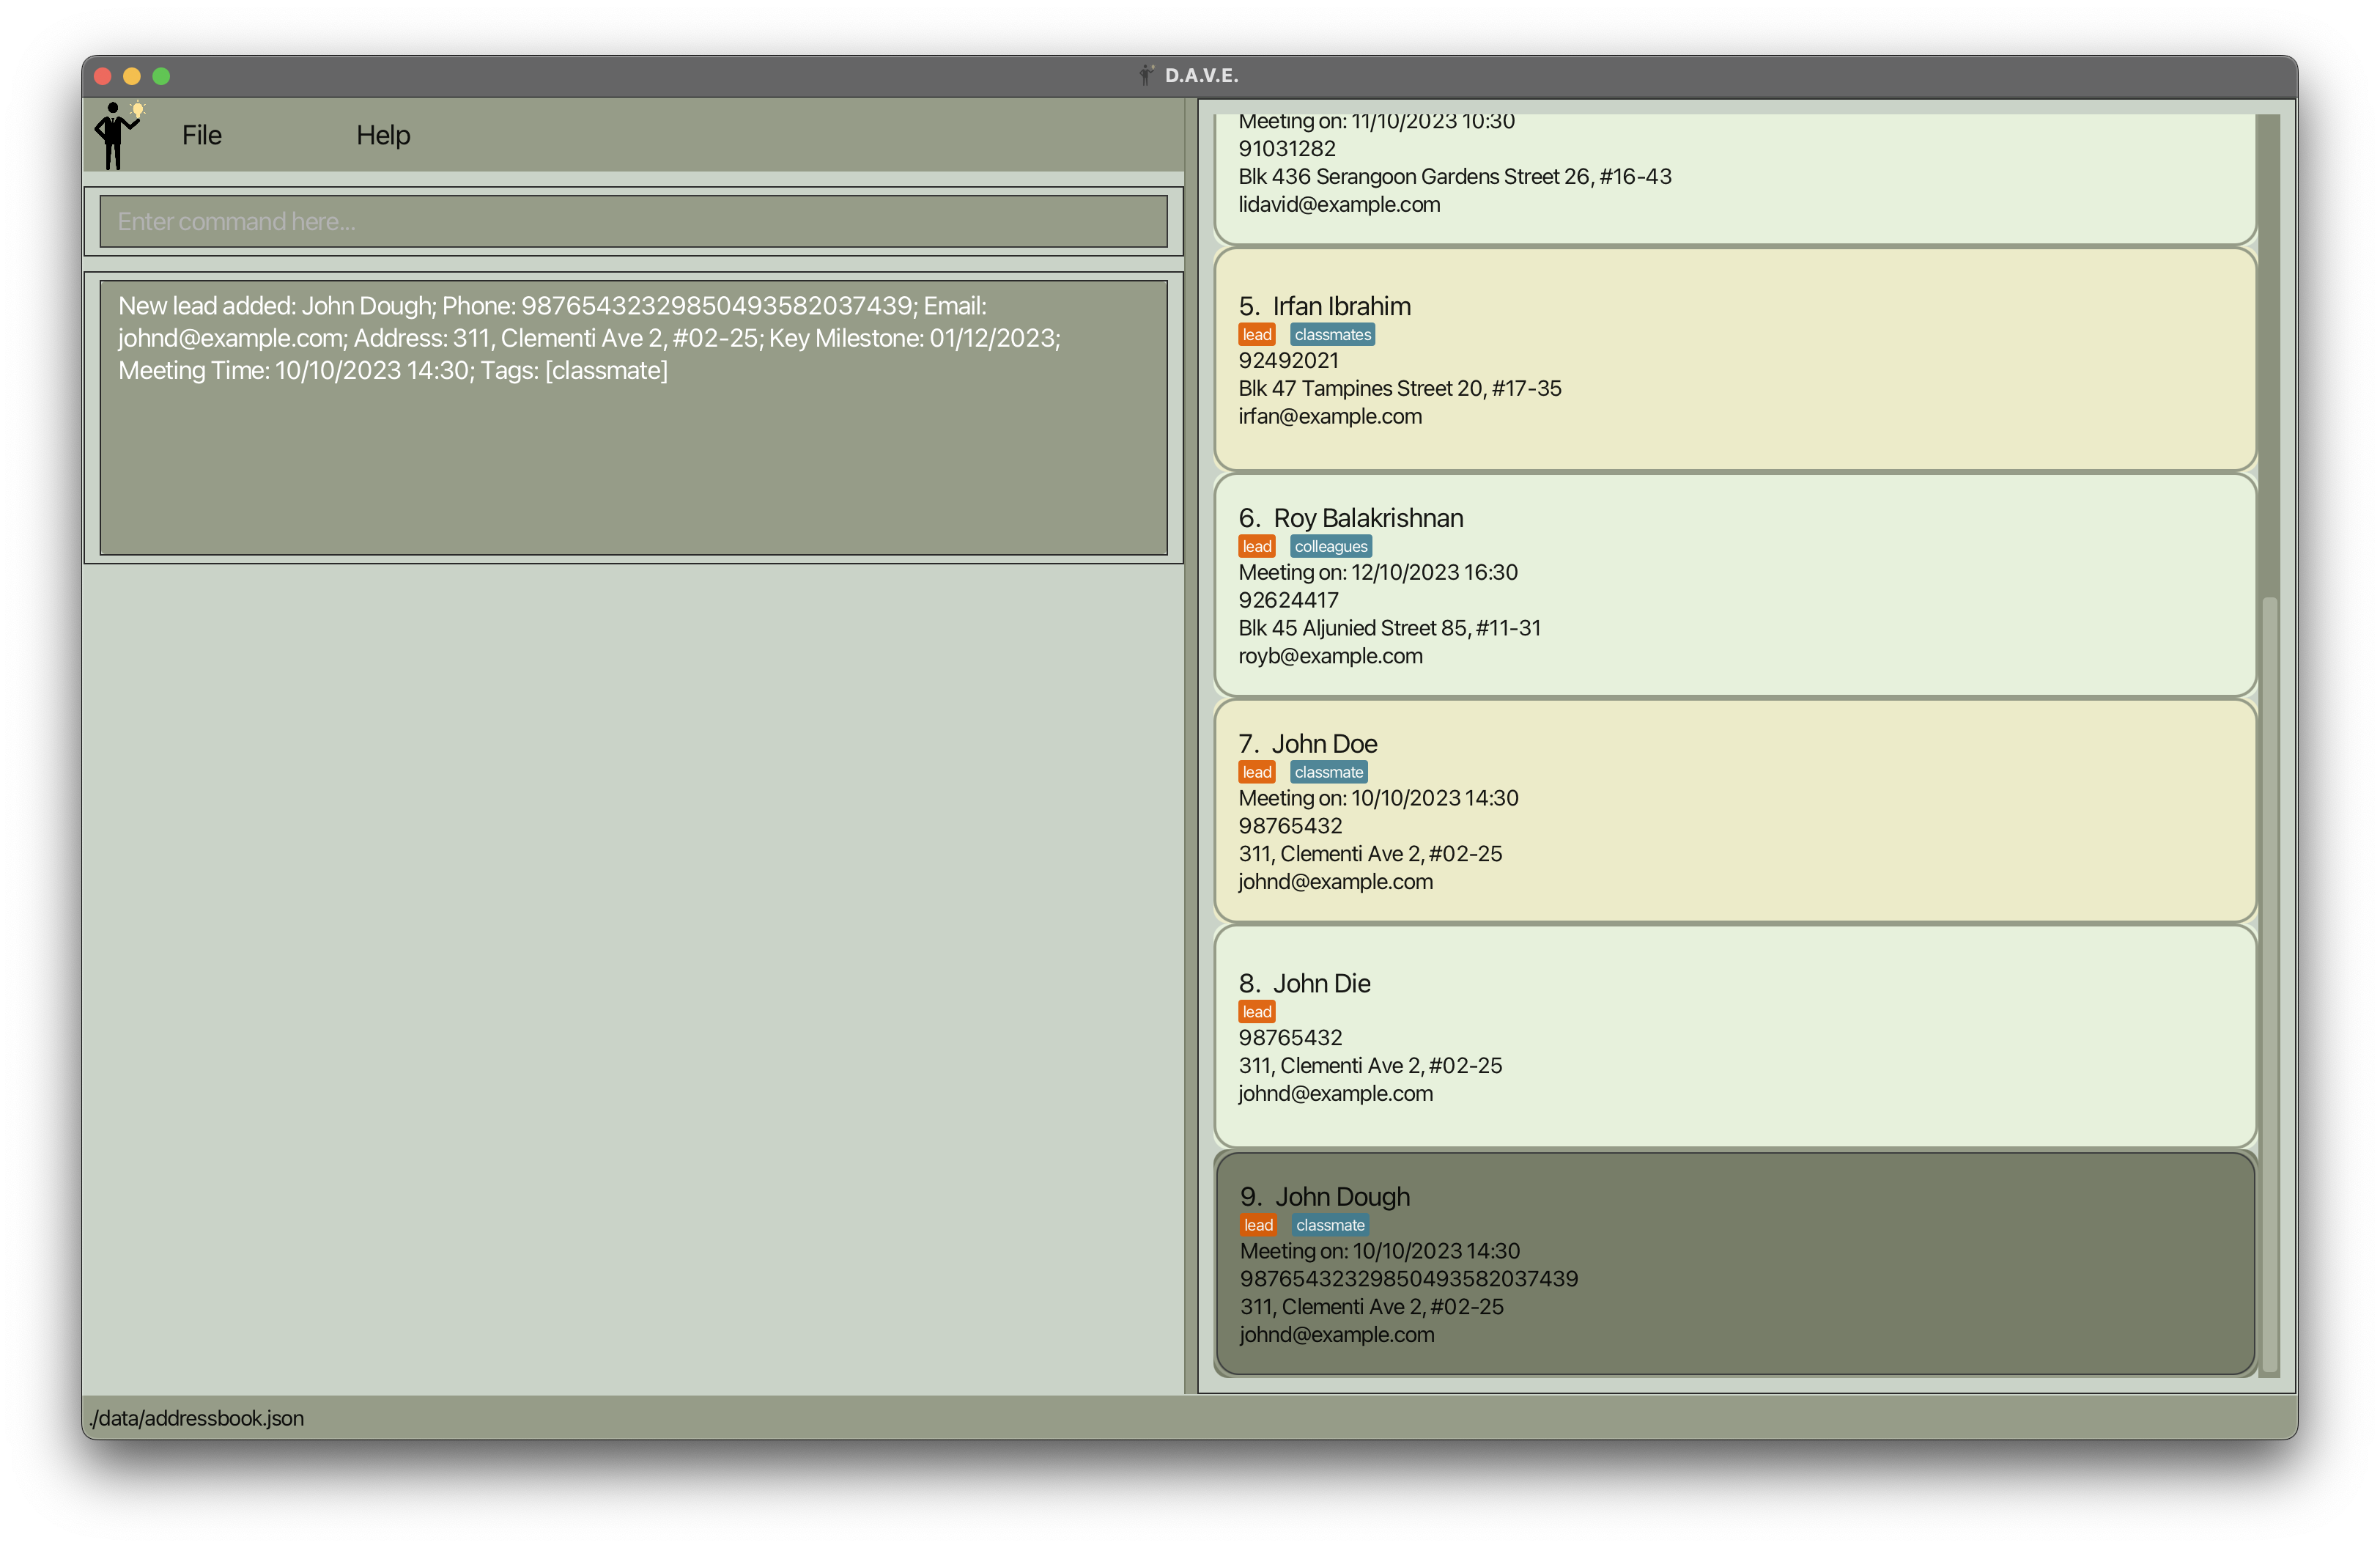 D.A.V.E.
File
Help
Enter command here...
New lead added: John Dough; Phone: 98765432329850493582037439; Email:
johnd@example.com; Address: 311, Clementi Ave 2, #02-25; Key Milestone: 01/12/2023;
Meeting Time: 10/10/2023 14:30; Tags: [classmate]
Meeting on: 11/10/2023 10:30
91031282
Blk 436 Serangoon Gardens Street 26, #16-43
lidavid@example.com
5. Irfan Ibrahim
lead classmates
92492021
Blk 47 Tampines Street 20, #17-35
irfan@example.com
6. Roy Balakrishnan
lead colleagues
Meeting on: 12/10/2023 16:30
92624417
Blk 45 Aljunied Street 85, #11-31
royb@example.com
7. John Doe
lead classmate
Meeting on: 10/10/2023 14:30
98765432
311, Clementi Ave 2, #02-25
johnd@example.com
8. John Die
lead
98765432
311, Clementi Ave 2, #02-25
johnd@example.com
9. John Dough
lead classmate
Meeting on: 10/10/2023 14:30
98765432329850493582037439
311, Clementi Ave 2, #02-25
johnd@example.com
./data/addressbook.json